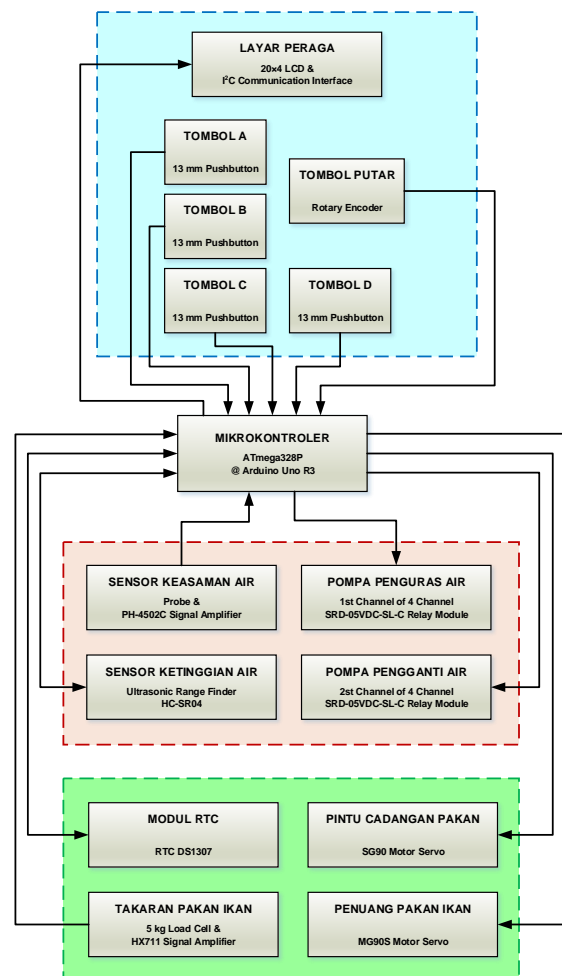 LAYAR PERAGA
20×4 LCD &
I²C Communication Interface
TOMBOL A
13 mm Pushbutton
TOMBOL PUTAR
Rotary Encoder
TOMBOL B
13 mm Pushbutton
TOMBOL C
13 mm Pushbutton
TOMBOL D
13 mm Pushbutton
MIKROKONTROLER
ATmega328P
@ Arduino Uno R3
SENSOR KEASAMAN AIR
Probe &
PH-4502C Signal Amplifier
POMPA PENGURAS AIR
1st Channel of 4 Channel
SRD-05VDC-SL-C Relay Module
SENSOR KETINGGIAN AIR
Ultrasonic Range Finder
HC-SR04
POMPA PENGGANTI AIR
2st Channel of 4 Channel
SRD-05VDC-SL-C Relay Module
MODUL RTC
RTC DS1307
PINTU CADANGAN PAKAN
SG90 Motor Servo
TAKARAN PAKAN IKAN
5 kg Load Cell &
HX711 Signal Amplifier
PENUANG PAKAN IKAN
MG90S Motor Servo